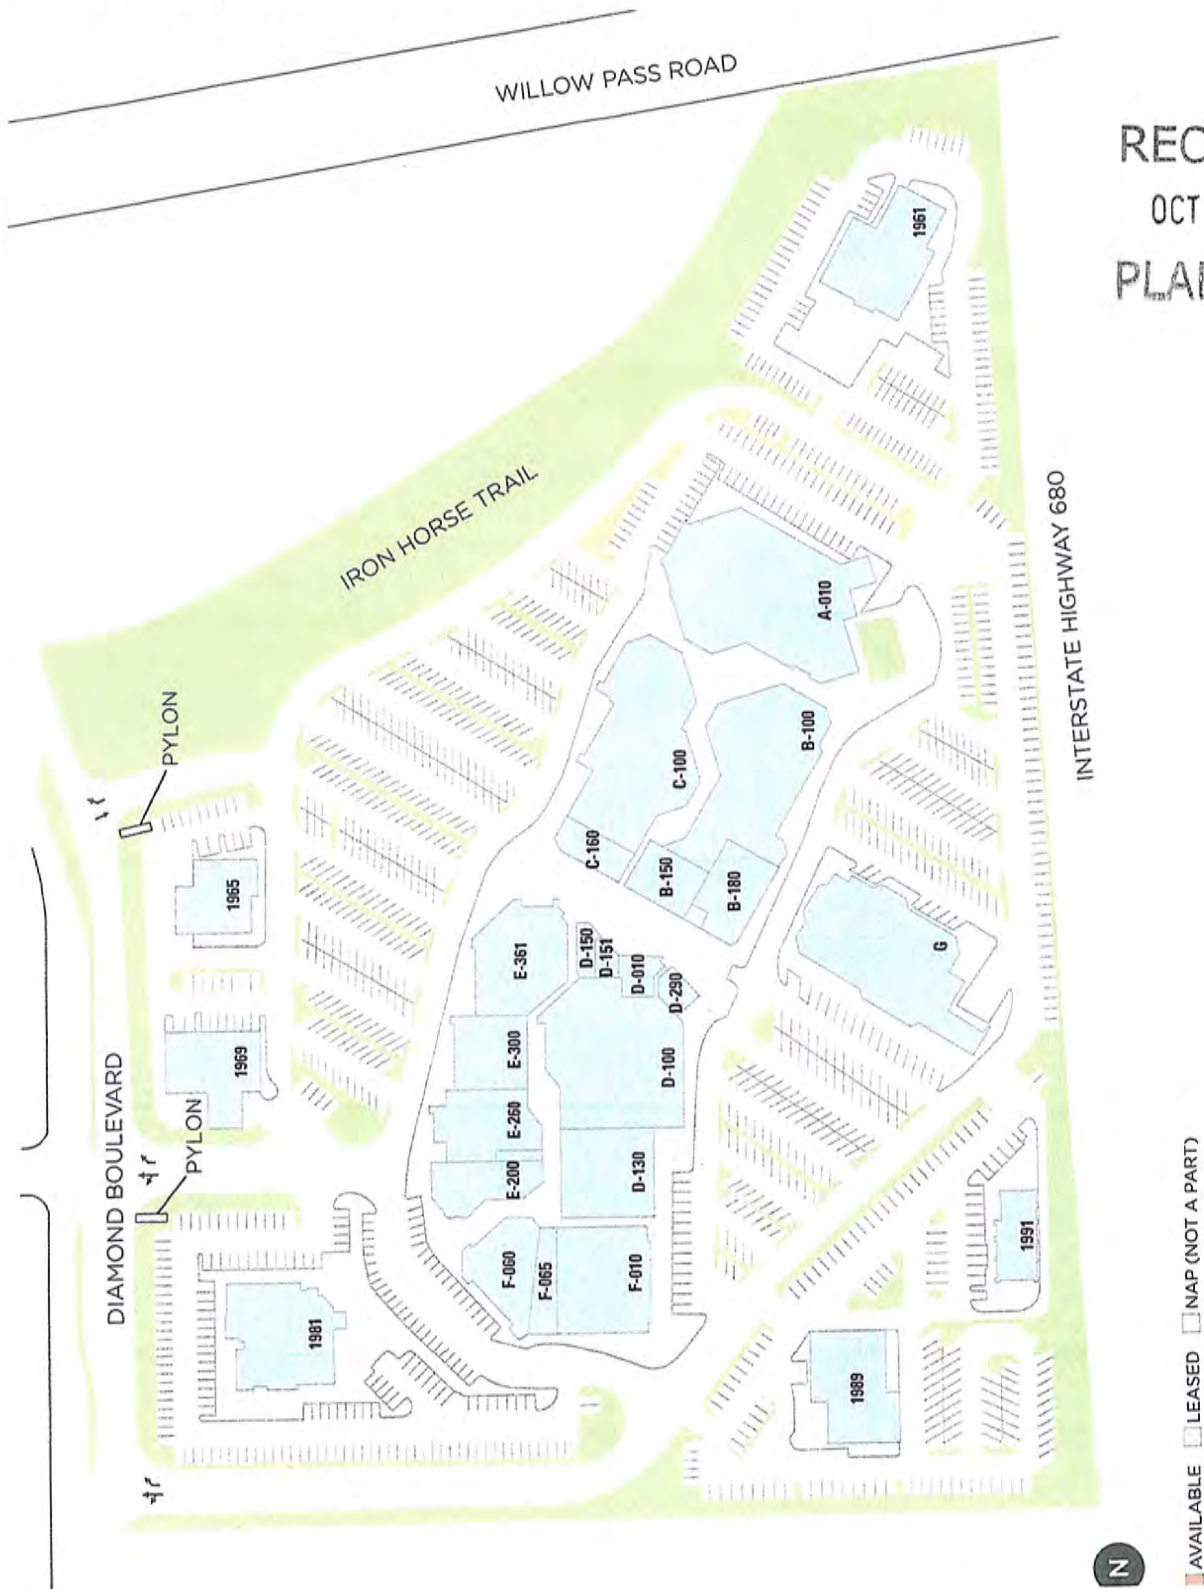 WILLOW PASS ROAD
REC
OCT
PLA
1961
IRON HORSE TRAIL
INTERSTATE HIGHWAY 680
PYLON
A-010
B-100
C-100
C-160
B-150
B-180
1965
E-361
D-150
D-151
D-010
D-290
G
DIAMOND BOULEVARD
1969
E-300
D-100
PYLON
E-260
E-200
D-130
1981
F-060
F-065
F-010
1991
1989
N
AVAILABLE LEASED NAP (NOT A PART)